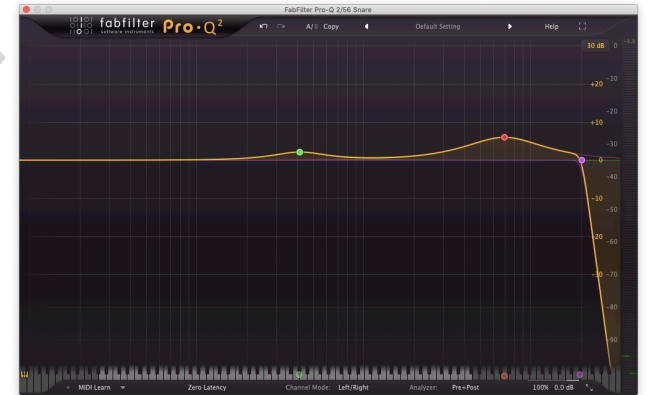 FabFilter Pro-Q 2/56 Snare
fabfilter
software instruments
Pro·Q²
A/B Copy
Default Setting
Help
30 dB 0 -3.3
-10
+20
-20
+10
-30
0
-40
-10
-50
-20 -60
-30 -70
-80
-90
MIDI Learn
Zero Latency
Channel Mode: Left/Right
Analyzer: Pre+Post
100% 0.0 dB